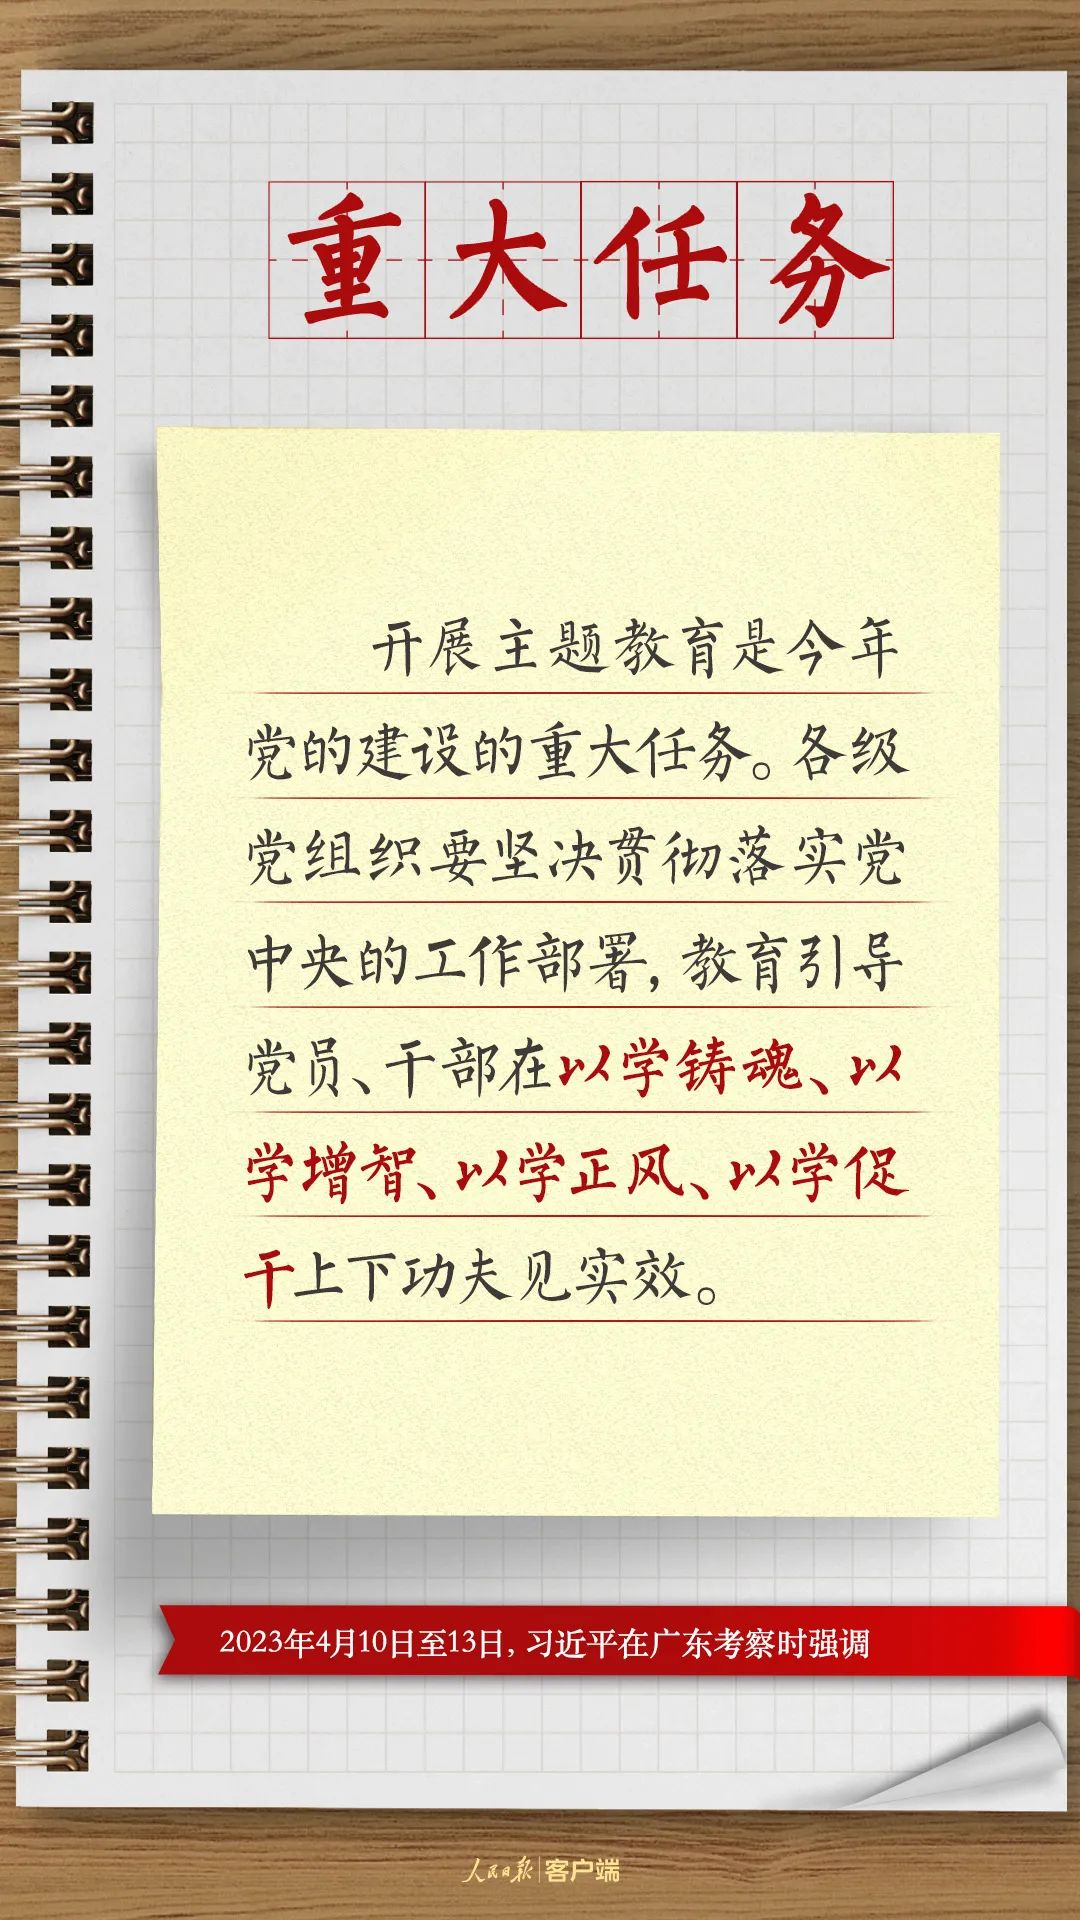 重大任务
开展主题教育是今年
党的建设的重大任务。各级
党组织要坚决贯彻落实党
中央的工作部署，教育引导
党员、干部在以学铸魂、以
学增智、以学正风、以学促
干上下功夫见实效。
2023年4月10日至13日，习近平在广东考察时强调
人民日报|客户端